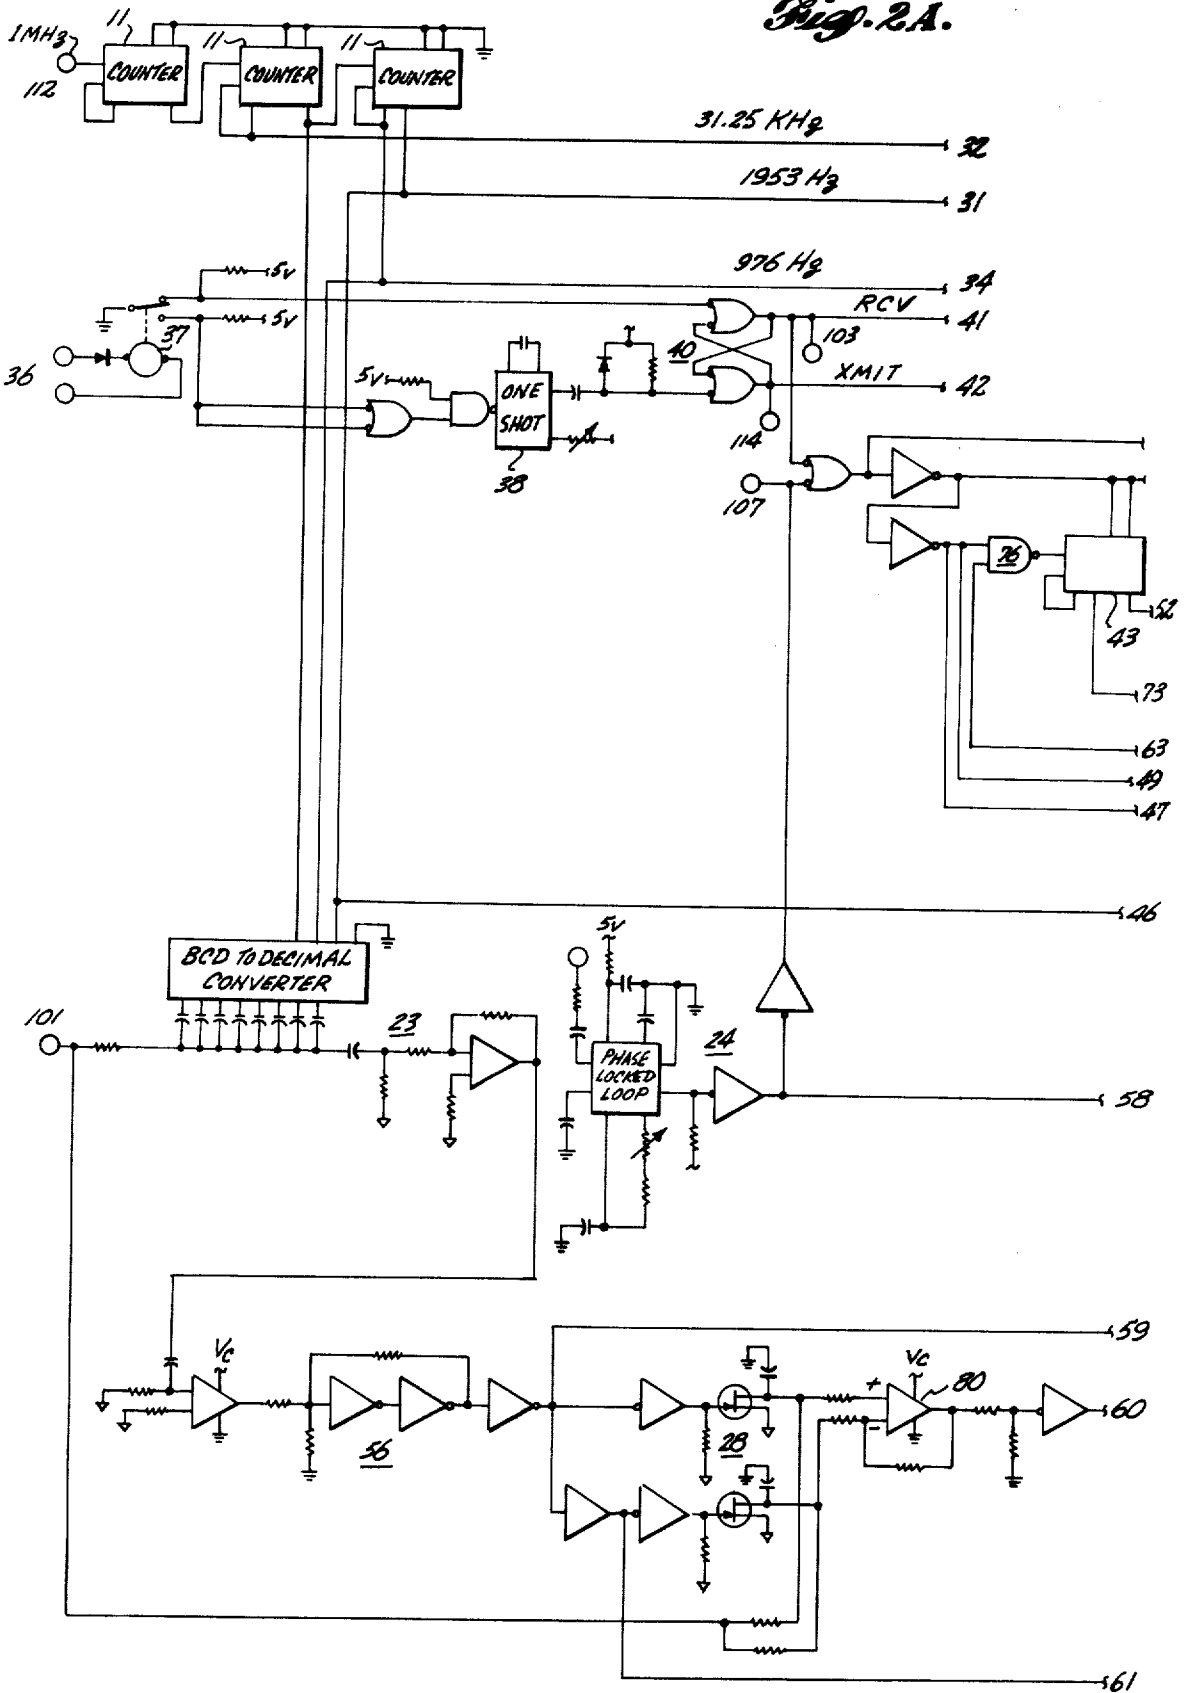 Fig. 2A.
1MHz
11
11
11
COUNTER
COUNTER
COUNTER
112
31.25 KHz
32
1953 Hz
31
976 Hz
34
5V
5V
RCV
41
103
37
36
40
XMIT
42
5V
ONE SHOT
38
114
107
76
52
43
73
63
49
47
46
5V
BCD TO DECIMAL
CONVERTER
101
23
PHASE
LOCKED
LOOP
24
58
59
Vc
Vc
80
+
-
60
56
28
61